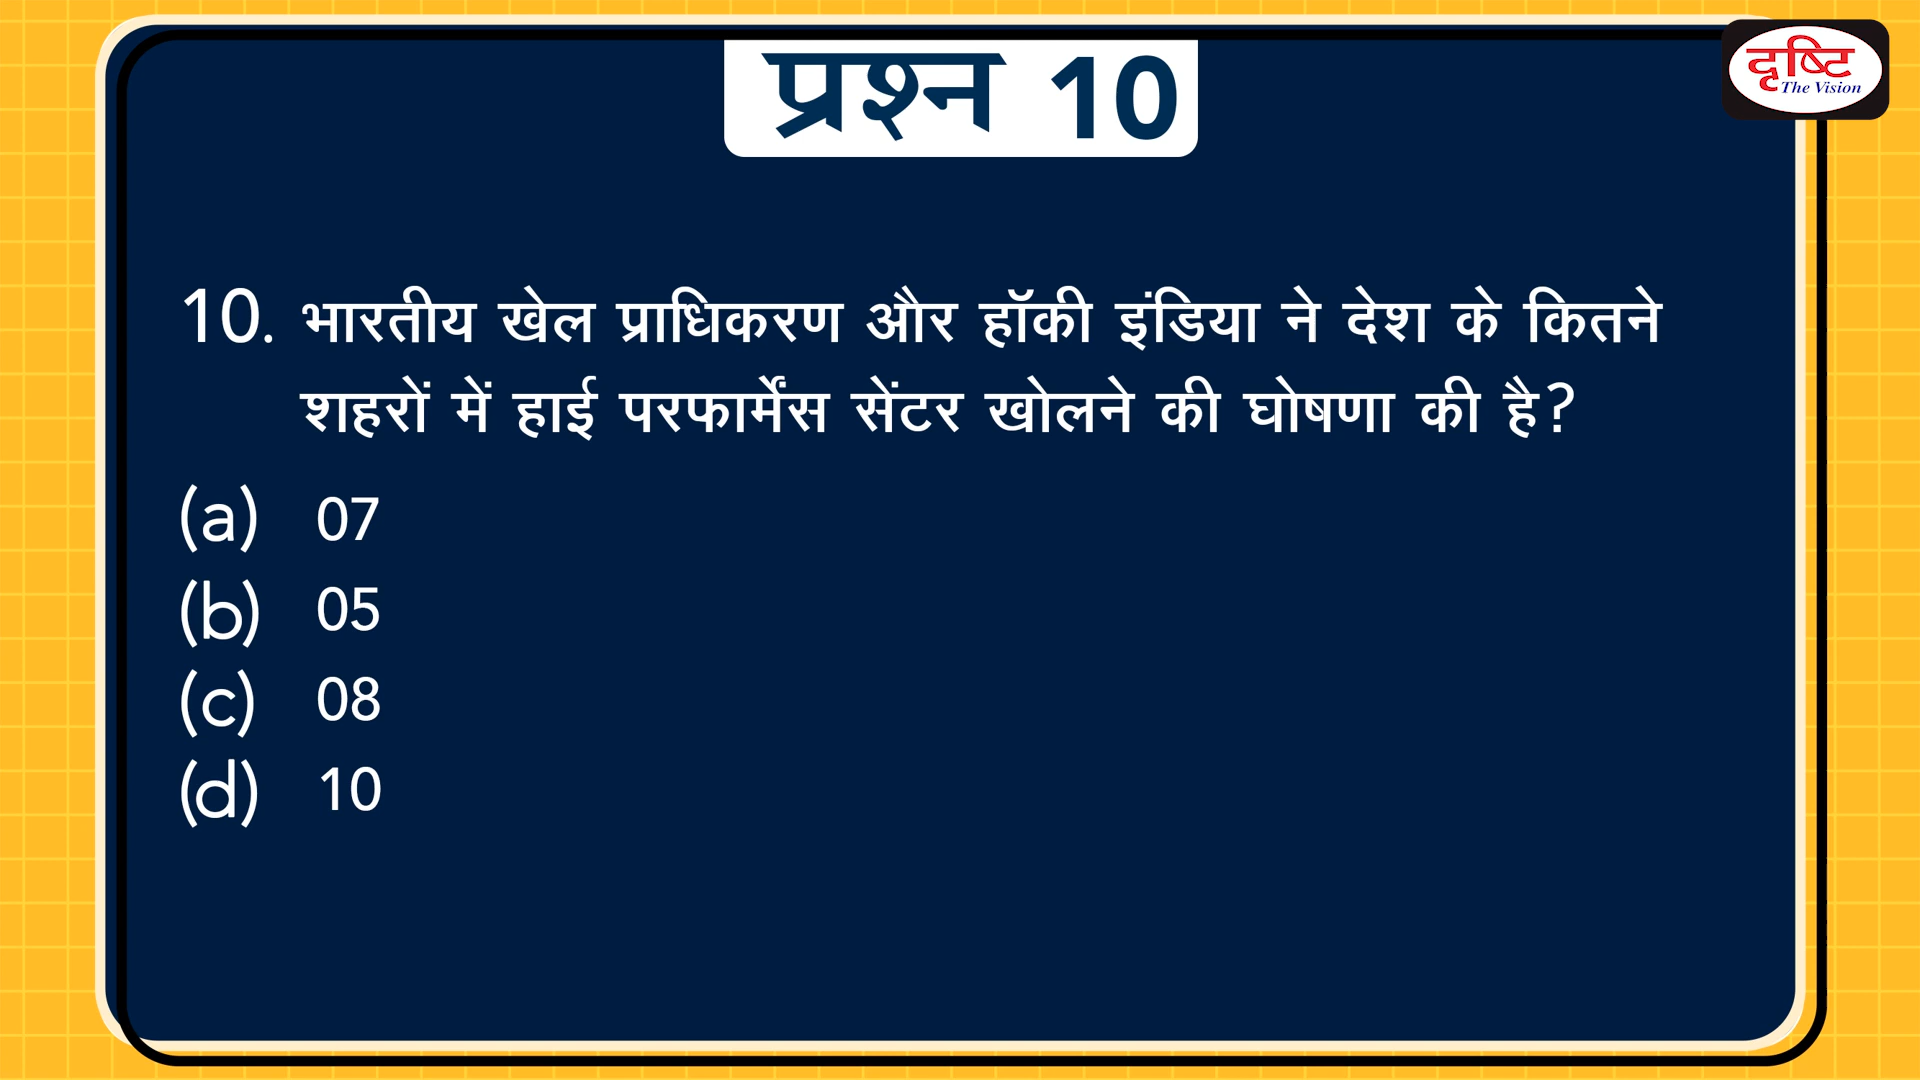 प्रश्न 10
दृष्टि
The Vision
10. भारतीय खेल प्राधिकरण और हॉकी इंडिया ने देश के कितने
शहरों में हाई परफार्मेंस सेंटर खोलने की घोषणा की है?
(a) 07
(b) 05
(c) 08
(d) 10